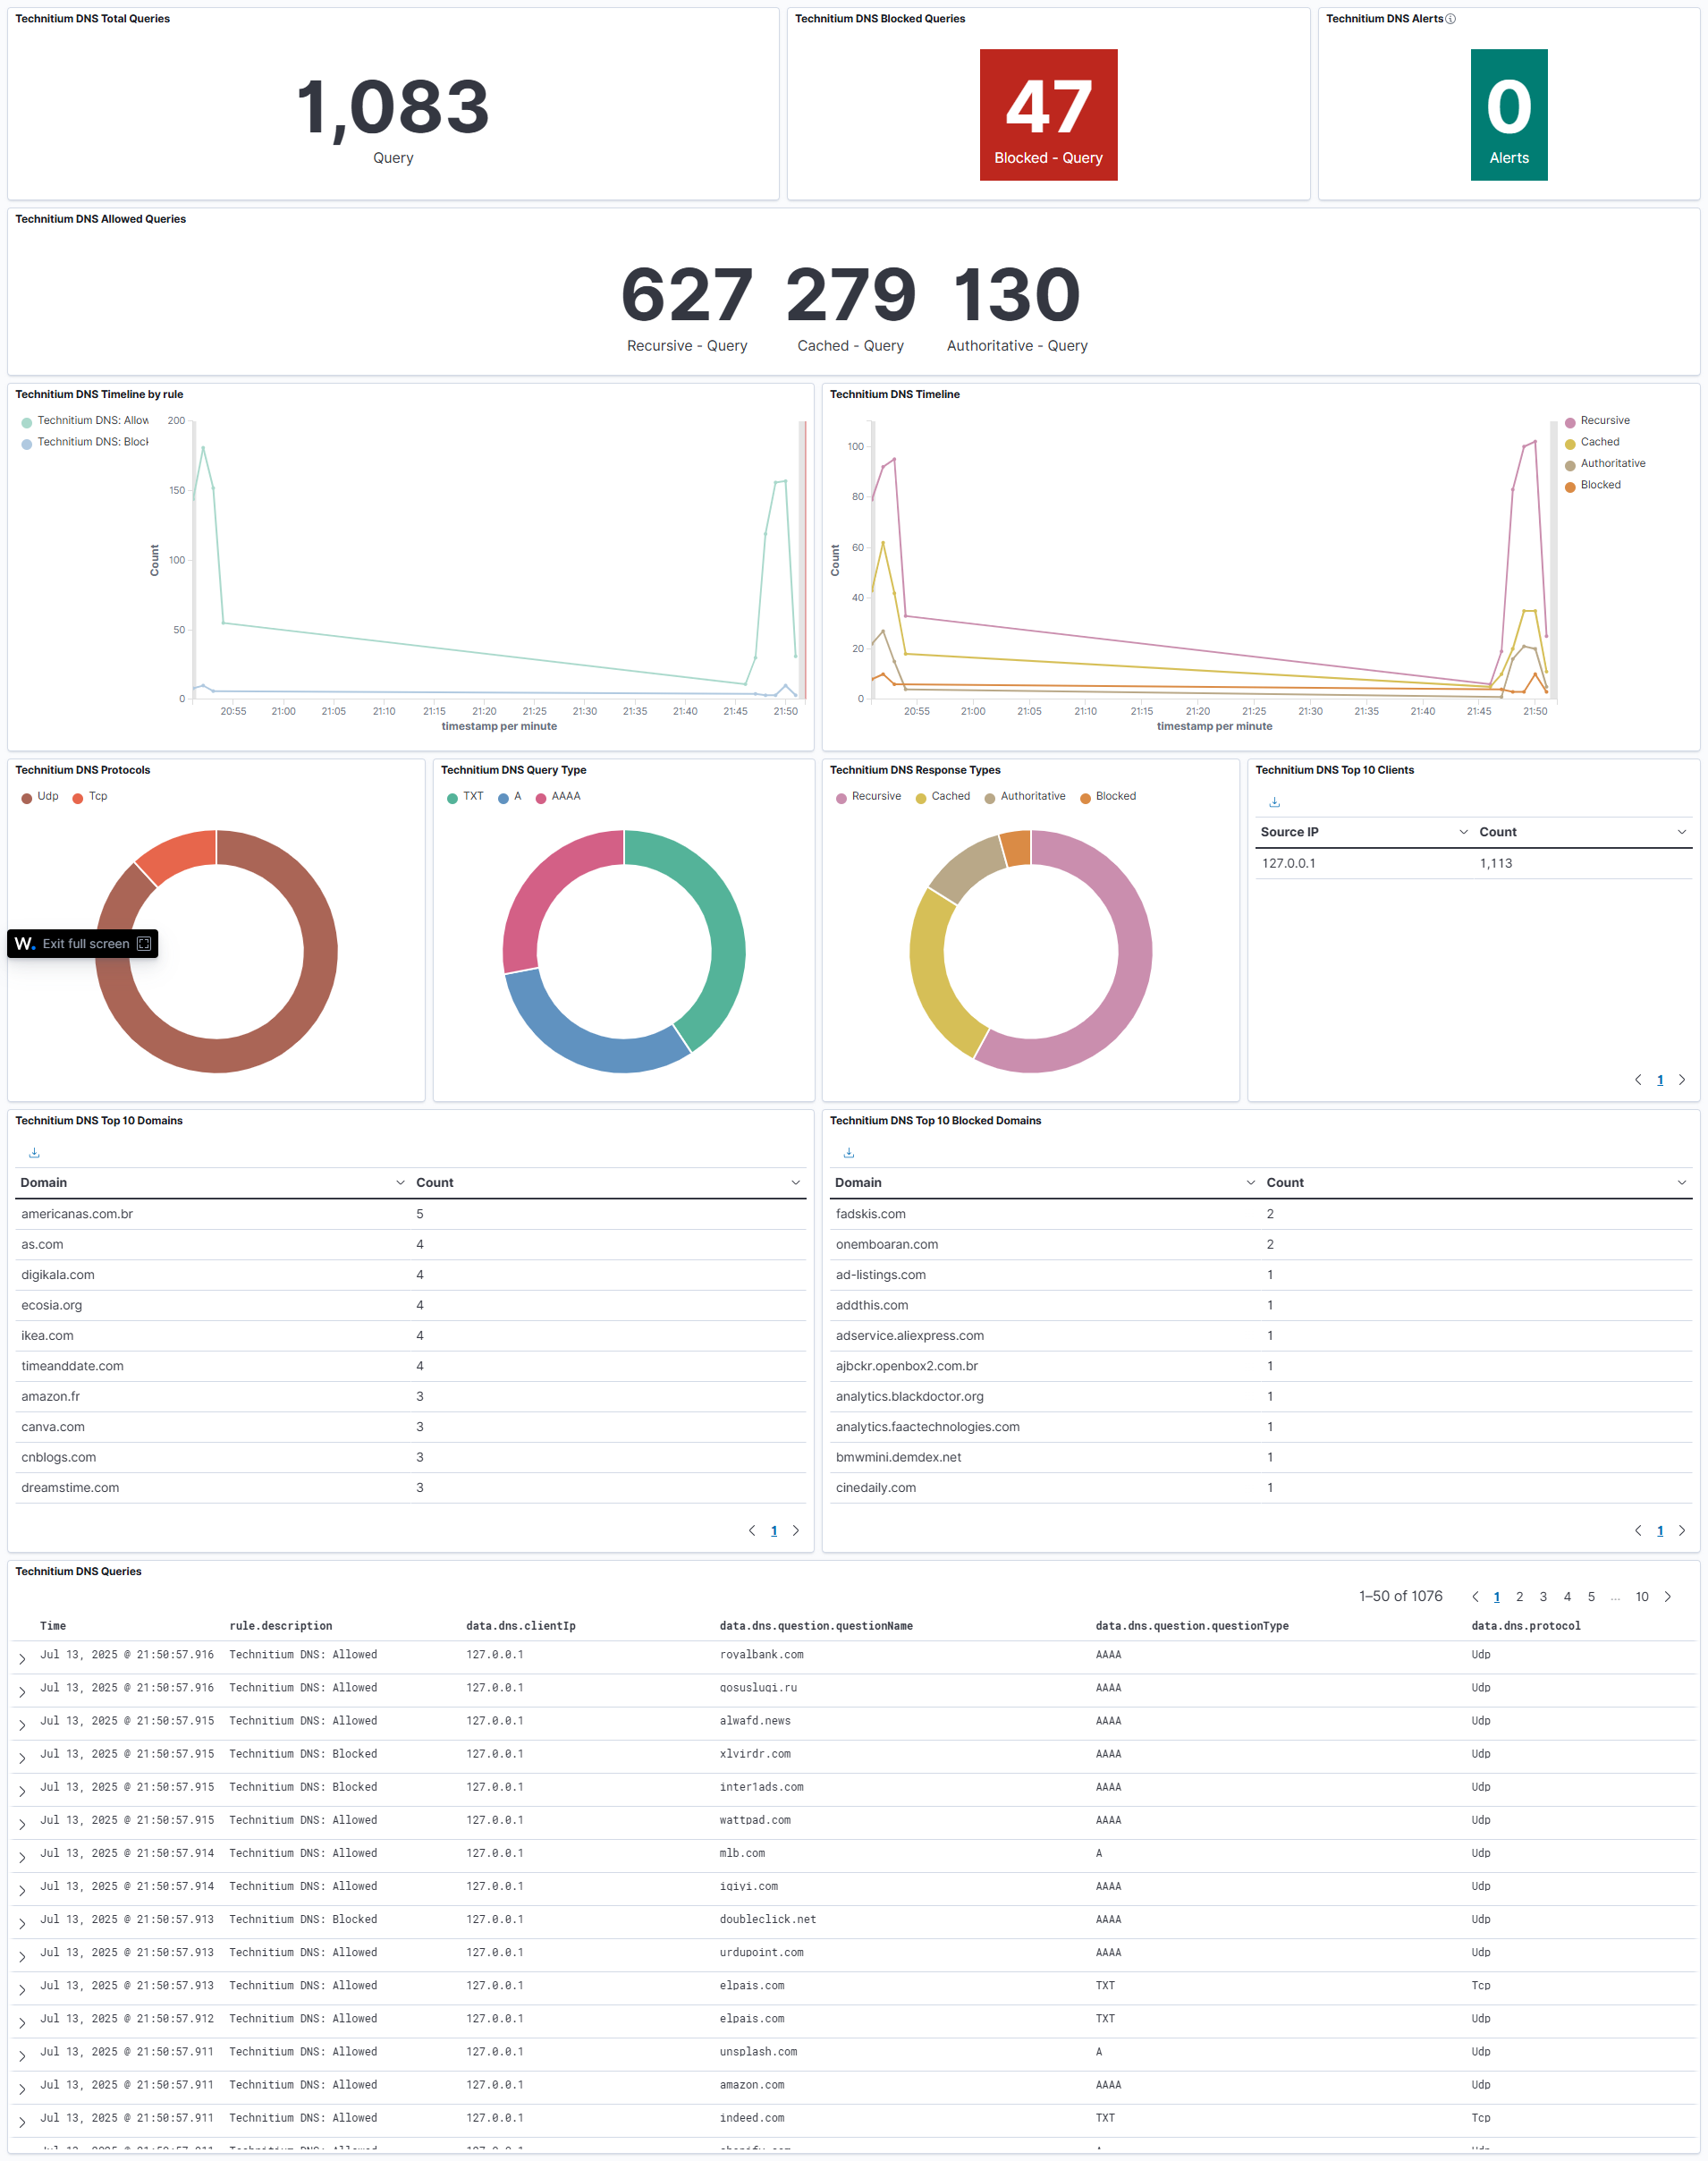 Technitium DNS Total Queries
1,083
Query
Technitium DNS Blocked Queries
47
Blocked - Query
Technitium DNS Alerts
0
Alerts
Technitium DNS Allowed Queries
627 279 130
Recursive - Query Cached - Query Authoritative - Query
Technitium DNS Timeline by rule
Technitium DNS: Allow
Technitium DNS: Block
200
150
100
50
0
Count
20:55 21:00 21:05 21:10 21:15 21:20 21:25 21:30 21:35 21:40 21:45 21:50
timestamp per minute
Technitium DNS Timeline
100
80
60
40
20
0
Count
20:55 21:00 21:05 21:10 21:15 21:20 21:25 21:30 21:35 21:40 21:45 21:50
timestamp per minute
Recursive
Cached
Authoritative
Blocked
Technitium DNS Protocols
Udp Tcp
W. Exit full screen
Technitium DNS Query Type
TXT A AAAA
Technitium DNS Response Types
Recursive Cached Authoritative Blocked
Technitium DNS Top 10 Clients
Source IP Count
127.0.0.1 1,113
1
Technitium DNS Top 10 Domains
Domain Count
americanas.com.br 5
as.com 4
digikala.com 4
ecosia.org 4
ikea.com 4
timeanddate.com 4
amazon.fr 3
canva.com 3
cnblogs.com 3
dreamstime.com 3
1
Technitium DNS Top 10 Blocked Domains
Domain Count
fadskis.com 2
onemboaran.com 2
ad-listings.com 1
addthis.com 1
adservice.aliexpress.com 1
ajbckr.openbox2.com.br 1
analytics.blackdoctor.org 1
analytics.faactechnologies.com 1
bmwmini.demdex.net 1
cinedaily.com 1
1
Technitium DNS Queries
1–50 of 1076 1 2 3 4 5 ... 10
Time rule.description data.dns.clientIp data.dns.question.questionName data.dns.question.questionType data.dns.protocol
Jul 13, 2025 @ 21:50:57.916 Technitium DNS: Allowed 127.0.0.1 royalbank.com AAAA Udp
Jul 13, 2025 @ 21:50:57.916 Technitium DNS: Allowed 127.0.0.1 gosuslugi.ru AAAA Udp
Jul 13, 2025 @ 21:50:57.915 Technitium DNS: Allowed 127.0.0.1 alwafd.news AAAA Udp
Jul 13, 2025 @ 21:50:57.915 Technitium DNS: Blocked 127.0.0.1 xlvirdr.com AAAA Udp
Jul 13, 2025 @ 21:50:57.915 Technitium DNS: Blocked 127.0.0.1 inter1ads.com AAAA Udp
Jul 13, 2025 @ 21:50:57.915 Technitium DNS: Allowed 127.0.0.1 wattpad.com AAAA Udp
Jul 13, 2025 @ 21:50:57.914 Technitium DNS: Allowed 127.0.0.1 mlb.com A Udp
Jul 13, 2025 @ 21:50:57.914 Technitium DNS: Allowed 127.0.0.1 iqiyi.com AAAA Udp
Jul 13, 2025 @ 21:50:57.913 Technitium DNS: Blocked 127.0.0.1 doubleclick.net AAAA Udp
Jul 13, 2025 @ 21:50:57.913 Technitium DNS: Allowed 127.0.0.1 urdupoint.com AAAA Udp
Jul 13, 2025 @ 21:50:57.913 Technitium DNS: Allowed 127.0.0.1 elpais.com TXT Tcp
Jul 13, 2025 @ 21:50:57.912 Technitium DNS: Allowed 127.0.0.1 elpais.com TXT Udp
Jul 13, 2025 @ 21:50:57.911 Technitium DNS: Allowed 127.0.0.1 unsplash.com A Udp
Jul 13, 2025 @ 21:50:57.911 Technitium DNS: Allowed 127.0.0.1 amazon.com AAAA Udp
Jul 13, 2025 @ 21:50:57.911 Technitium DNS: Allowed 127.0.0.1 indeed.com TXT Tcp